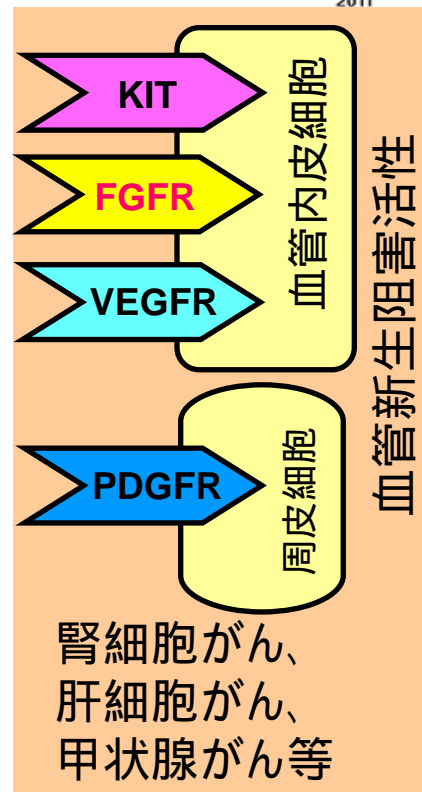 2011
KIT
FGFR
VEGFR
血管内皮細胞
血管新生阻害活性
PDGFR
周皮細胞
腎細胞がん、
肝細胞がん、
甲状腺がん等